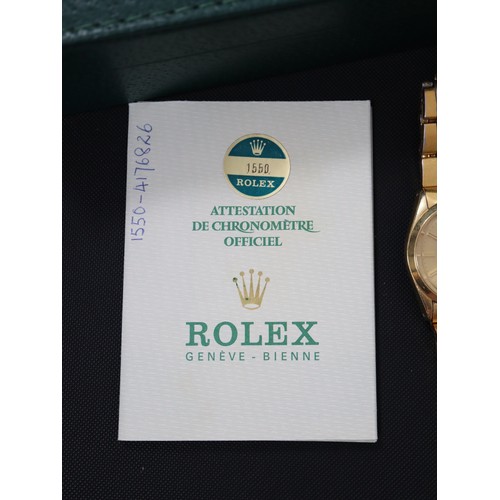 1550-4176826
1550
ROLEX
ATTESTATION
DE CHRONOMÈTRE
OFFICIEL
ROLEX
GENÈVE - BIENNE